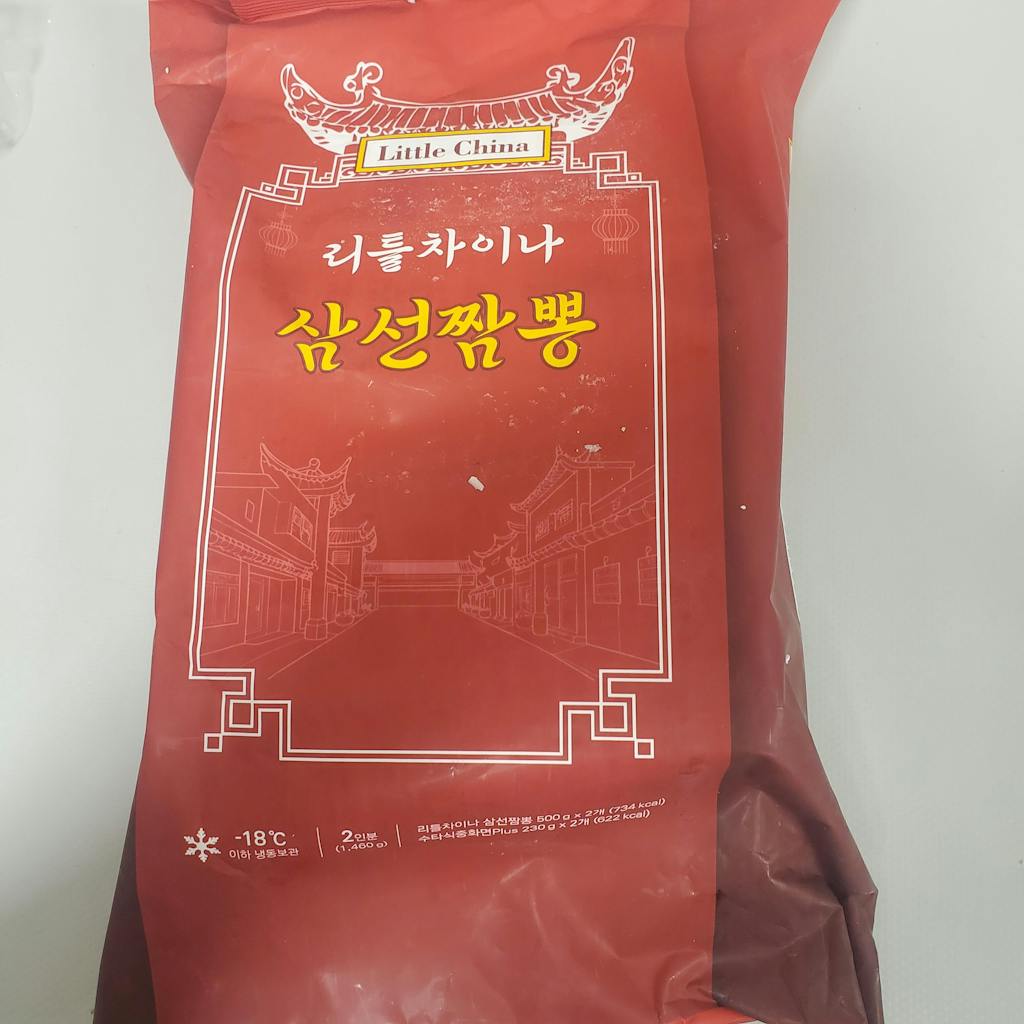 Little China
리틀차이나
삼선짬뽕
-18℃
이하 냉동보관
2인분
(1,460 g)
리틀차이나 삼선짬뽕 500 g x 2개 (734 kcal)
수타식중화면Plus 230 g x 2개 (622 kcal)